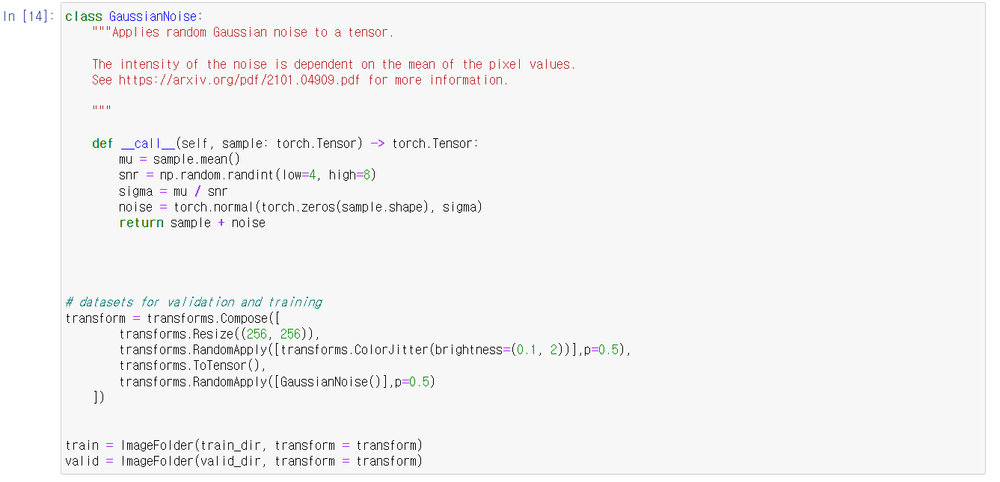 In [14]: class GaussianNoise:
    """Applies random Gaussian noise to a tensor.

    The intensity of the noise is dependent on the mean of the pixel values.
    See https://arxiv.org/pdf/2101.04909.pdf for more information.

    """

    def __call__(self, sample: torch.Tensor) -> torch.Tensor:
        mu = sample.mean()
        snr = np.random.randint(low=4, high=8)
        sigma = mu / snr
        noise = torch.normal(torch.zeros(sample.shape), sigma)
        return sample + noise

# datasets for validation and training
transform = transforms.Compose([
        transforms.Resize((256, 256)),
        transforms.RandomApply([transforms.ColorJitter(brightness=(0.1, 2))],p=0.5),
        transforms.ToTensor(),
        transforms.RandomApply([GaussianNoise()],p=0.5)
    ])

train = ImageFolder(train_dir, transform = transform)
valid = ImageFolder(valid_dir, transform = transform)